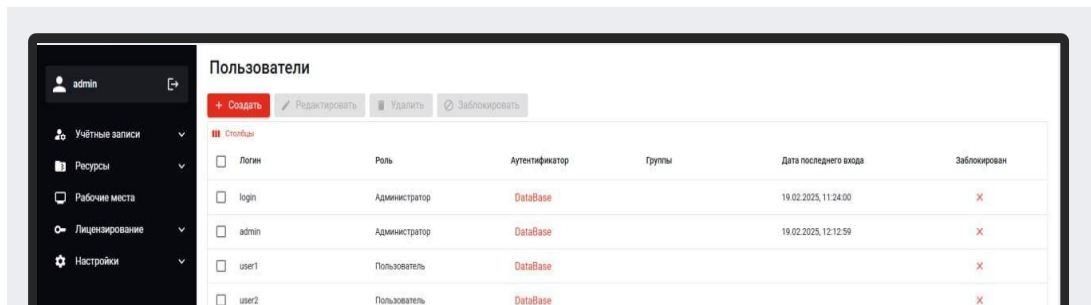 Пользователи
admin
+ Создать Редактировать Удалить Заблокировать
Столбцы
Учётные записи
Ресурсы
Рабочие места
Лицензирование
Настройки
Логин Роль Аутентификатор Группы Дата последнего входа Заблокирован
login Администратор DataBase 19.02.2025, 11:24:00
admin Администратор DataBase 19.02.2025, 12:12:59
user1 Пользователь DataBase
user2 Пользователь DataBase